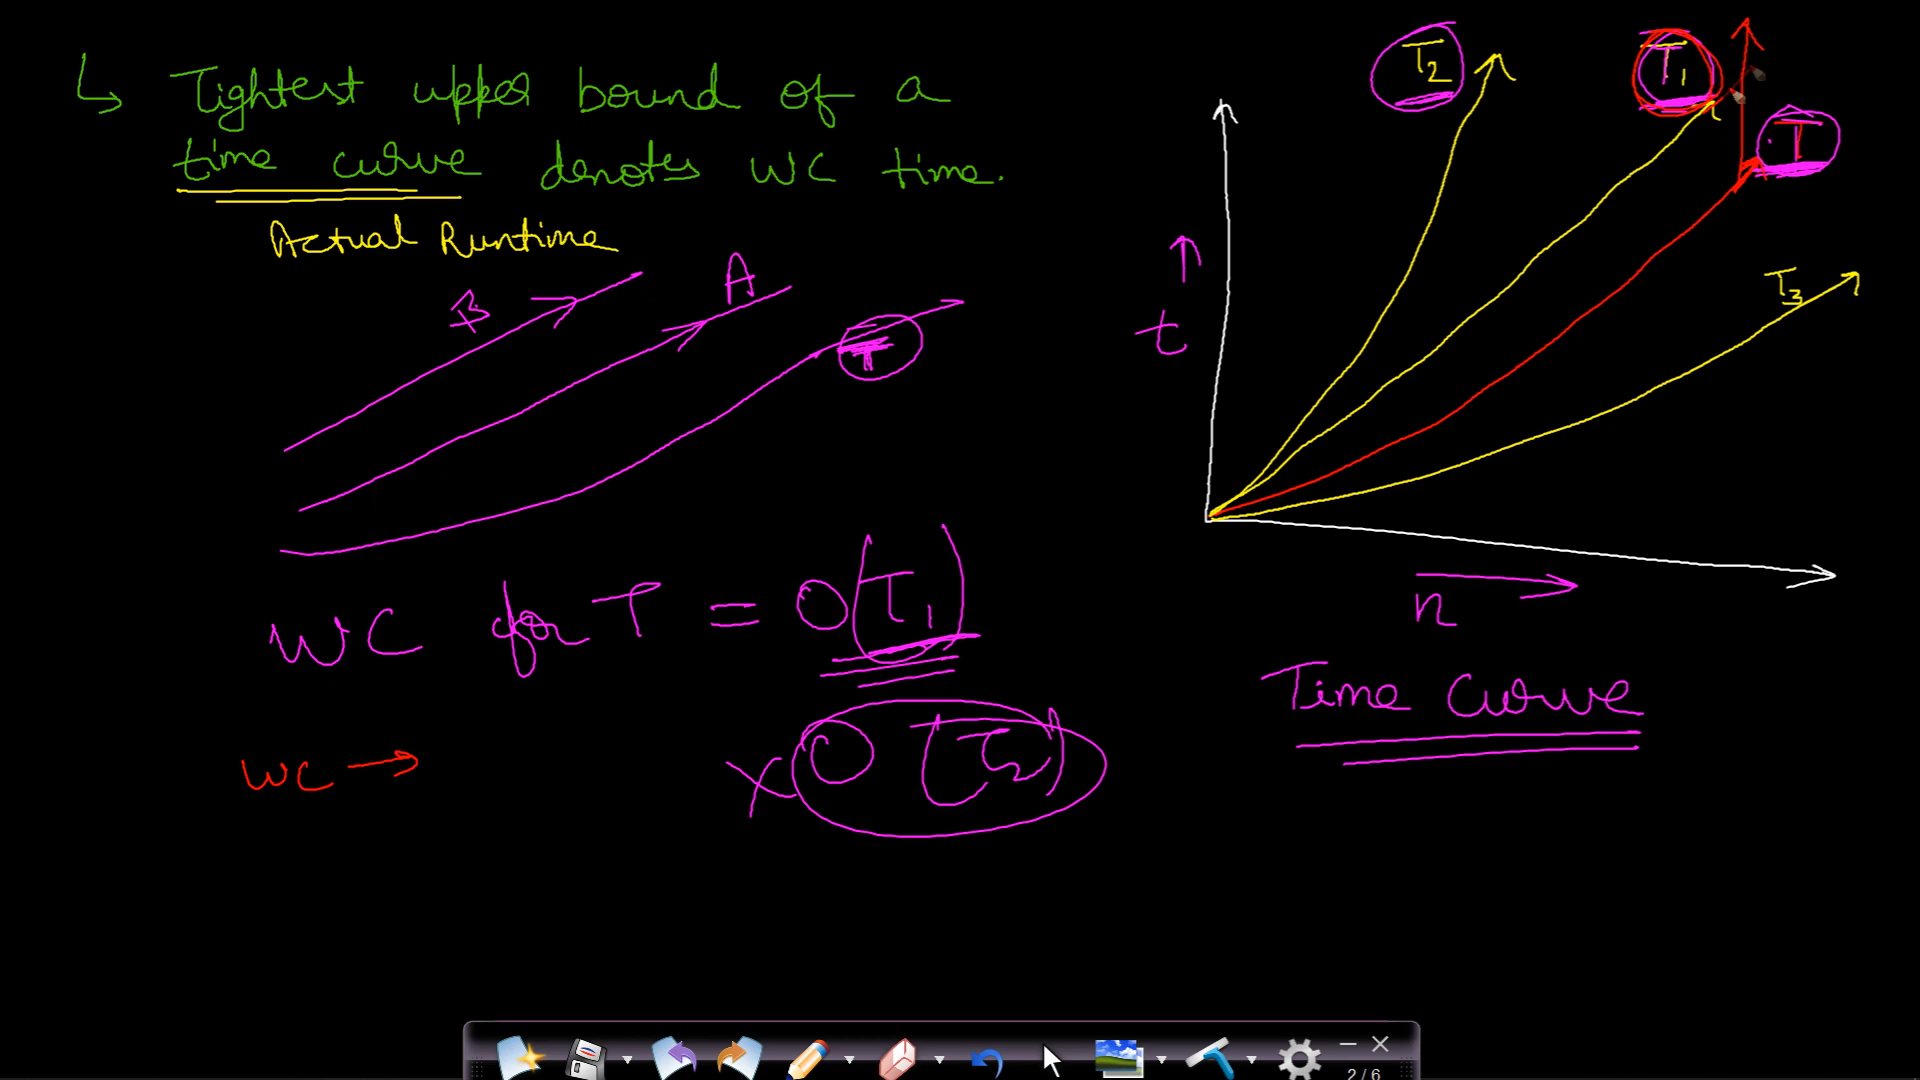 ↳ Tightest upper bound of a
time curve denotes WC time.
Actual Runtime
B
A
T
WC for T = O(T₁)
x O(T₂)
WC →
T₂
T₁
T
T₃
t
n
Time Curve
2/6